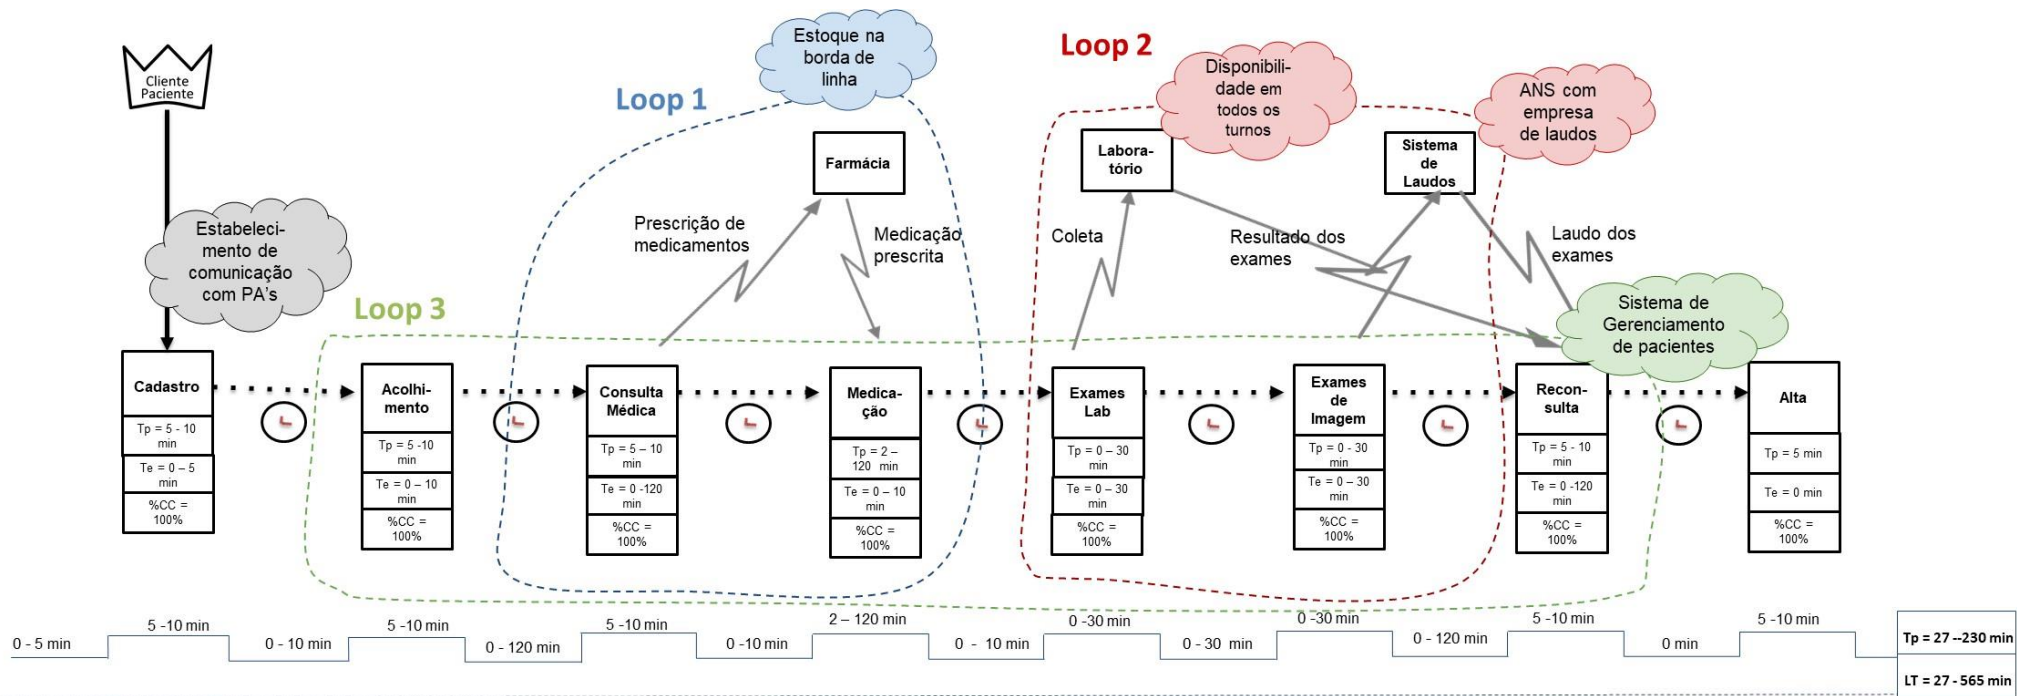 Cliente
Paciente
Estabeleci-
mento de
comunicação
com PA's
Loop 1
Estoque na
borda de
linha
Farmácia
Prescrição de
medicamentos
Medicação
prescrita
Loop 2
Disponibili-
dade em
todos os
turnos
ANS com
empresa
de laudos
Labora-
tório
Sistema
de
Laudos
Coleta
Resultado dos
exames
Laudo dos
exames
Loop 3
Sistema de
Gerenciamento
de pacientes
Cadastro
Tp = 5 - 10
min
Te = 0 – 5
min
%CC =
100%
Acolhi-
mento
Tp = 5 -10
min
Te = 0 – 10
min
%CC =
100%
Consulta
Médica
Tp = 5 – 10
min
Te = 0 -120
min
%CC =
100%
Medica-
ção
Tp = 2 –
120 min
Te = 0 – 10
min
%CC =
100%
Exames
Lab
Tp = 0 – 30
min
Te = 0 – 30
min
%CC =
100%
Exames
de
Imagem
Tp = 0 - 30
min
Te = 0 – 30
min
%CC =
100%
Recon-
sulta
Tp = 5 - 10
min
Te = 0 -120
min
%CC =
100%
Alta
Tp = 5 min
Te = 0 min
%CC =
100%
0 - 5 min
5 -10 min
0 - 10 min
5 -10 min
0 - 120 min
5 -10 min
0 -10 min
2 – 120 min
0 - 10 min
0 -30 min
0 - 30 min
0 -30 min
0 - 120 min
5 -10 min
0 min
5 -10 min
Tp = 27 --230 min
LT = 27 - 565 min